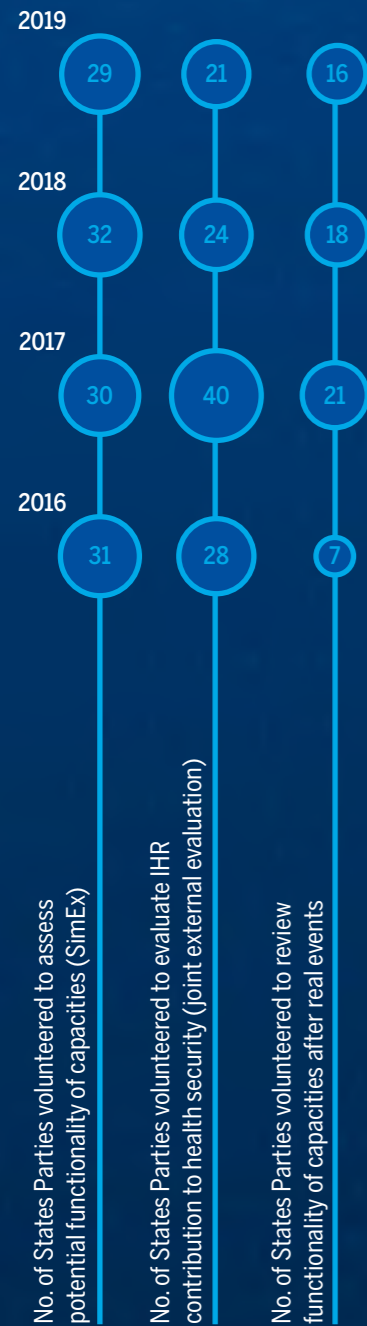 2019
29
21
16
2018
32
24
18
2017
30
40
21
2016
31
28
7
No. of States Parties volunteered to assess
potential functionality of capacities (SimEx)
No. of States Parties volunteered to evaluate IHR
contribution to health security (joint external evaluation)
No. of States Parties volunteered to review
functionality of capacities after real events